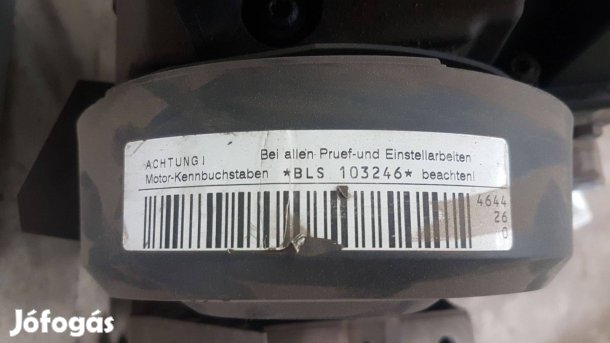 ACHTUNG! Bei allen Pruef-und Einstellarbeiten
Motor-Kennbuchstaben *BLS 103246* beachten!
4644
26
0
Jófogás